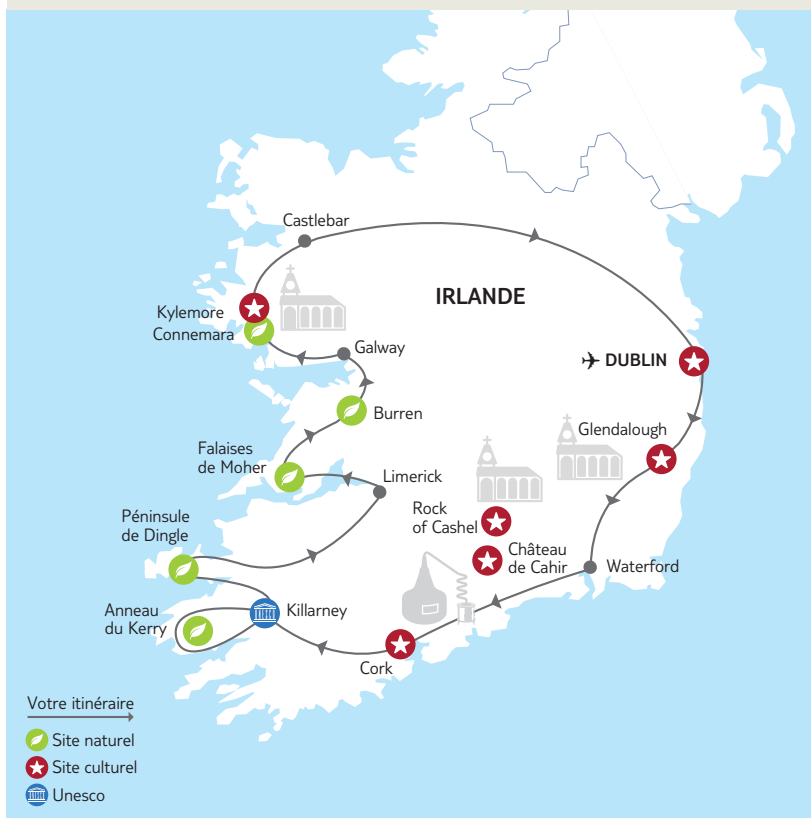 Castlebar
IRLANDE
Kylemore
Connemara
Galway
DUBLIN
Burren
Glendalough
Falaises
de Moher
Limerick
Rock
of Cashel
Péninsule
de Dingle
Château
de Cahir
Waterford
Anneau
du Kerry
Killarney
Cork
Votre itinéraire
Site naturel
Site culturel
Unesco